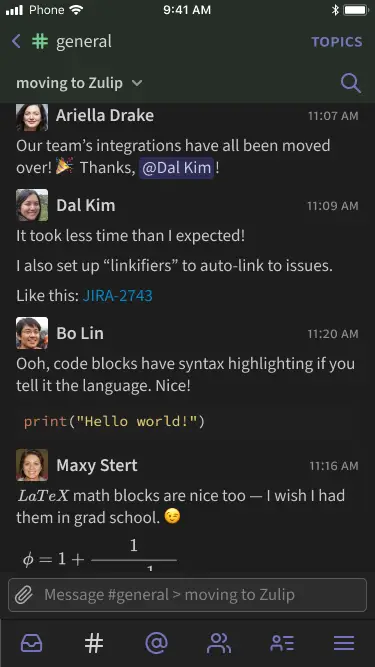 Phone 9:41 AM
# general TOPICS
moving to Zulip
Ariella Drake 11:07 AM
Our team’s integrations have all been moved
over! 🎉 Thanks, @Dal Kim!
Dal Kim 11:09 AM
It took less time than I expected!
I also set up “linkifiers” to auto-link to issues.
Like this: JIRA-2743
Bo Lin 11:20 AM
Ooh, code blocks have syntax highlighting if you
tell it the language. Nice!
print("Hello world!")
Maxy Stert 11:16 AM
LaTeX math blocks are nice too — I wish I had
them in grad school. 😉
1
ϕ = 1 +
1
Message #general > moving to Zulip